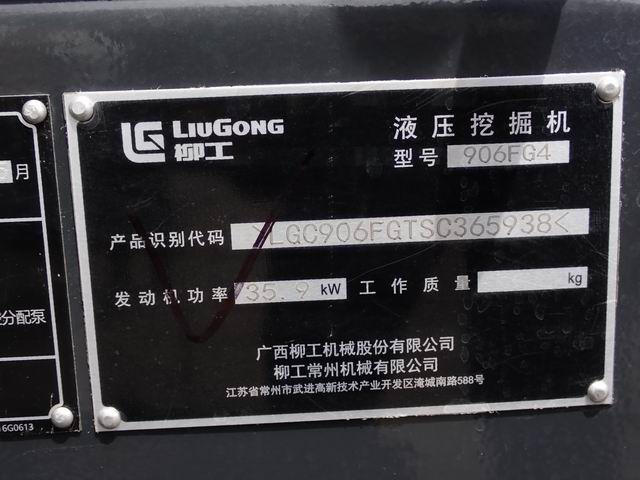 LIUGONG
柳工
液压挖掘机
型号 906FG4
产品识别代码 >LGC906FGTSC365938<
发动机功率 35.9 kW 工作质量 kg
广西柳工机械股份有限公司
柳工常州机械有限公司
江苏省常州市武进高新技术产业开发区淹城南路588号
月
分配泵
6G0613